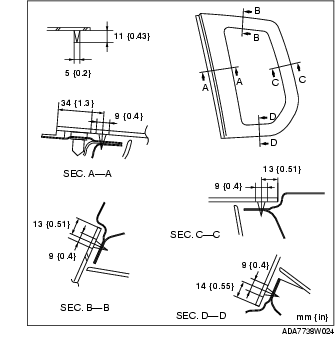 11 {0.43}
5 {0.2}
34 {1.3}
9 {0.4}
SEC. A—A
B
B
A
A
C
C
D
D
13 {0.51}
9 {0.4}
SEC. C—C
13 {0.51}
9 {0.4}
SEC. B—B
9 {0.4}
14 {0.55}
SEC. D—D
mm {in}
ADA7738W024